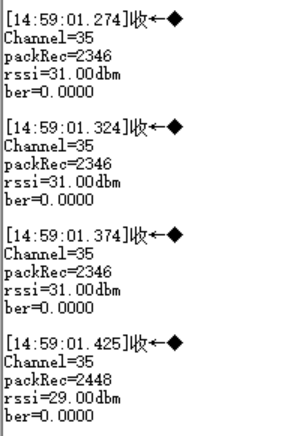 [14:59:01.274]收←◆
Channel=35
packRec=2346
rssi=31.00dbm
ber=0.0000
[14:59:01.324]收←◆
Channel=35
packRec=2346
rssi=31.00dbm
ber=0.0000
[14:59:01.374]收←◆
Channel=35
packRec=2346
rssi=31.00dbm
ber=0.0000
[14:59:01.425]收←◆
Channel=35
packRec=2448
rssi=29.00dbm
ber=0.0000